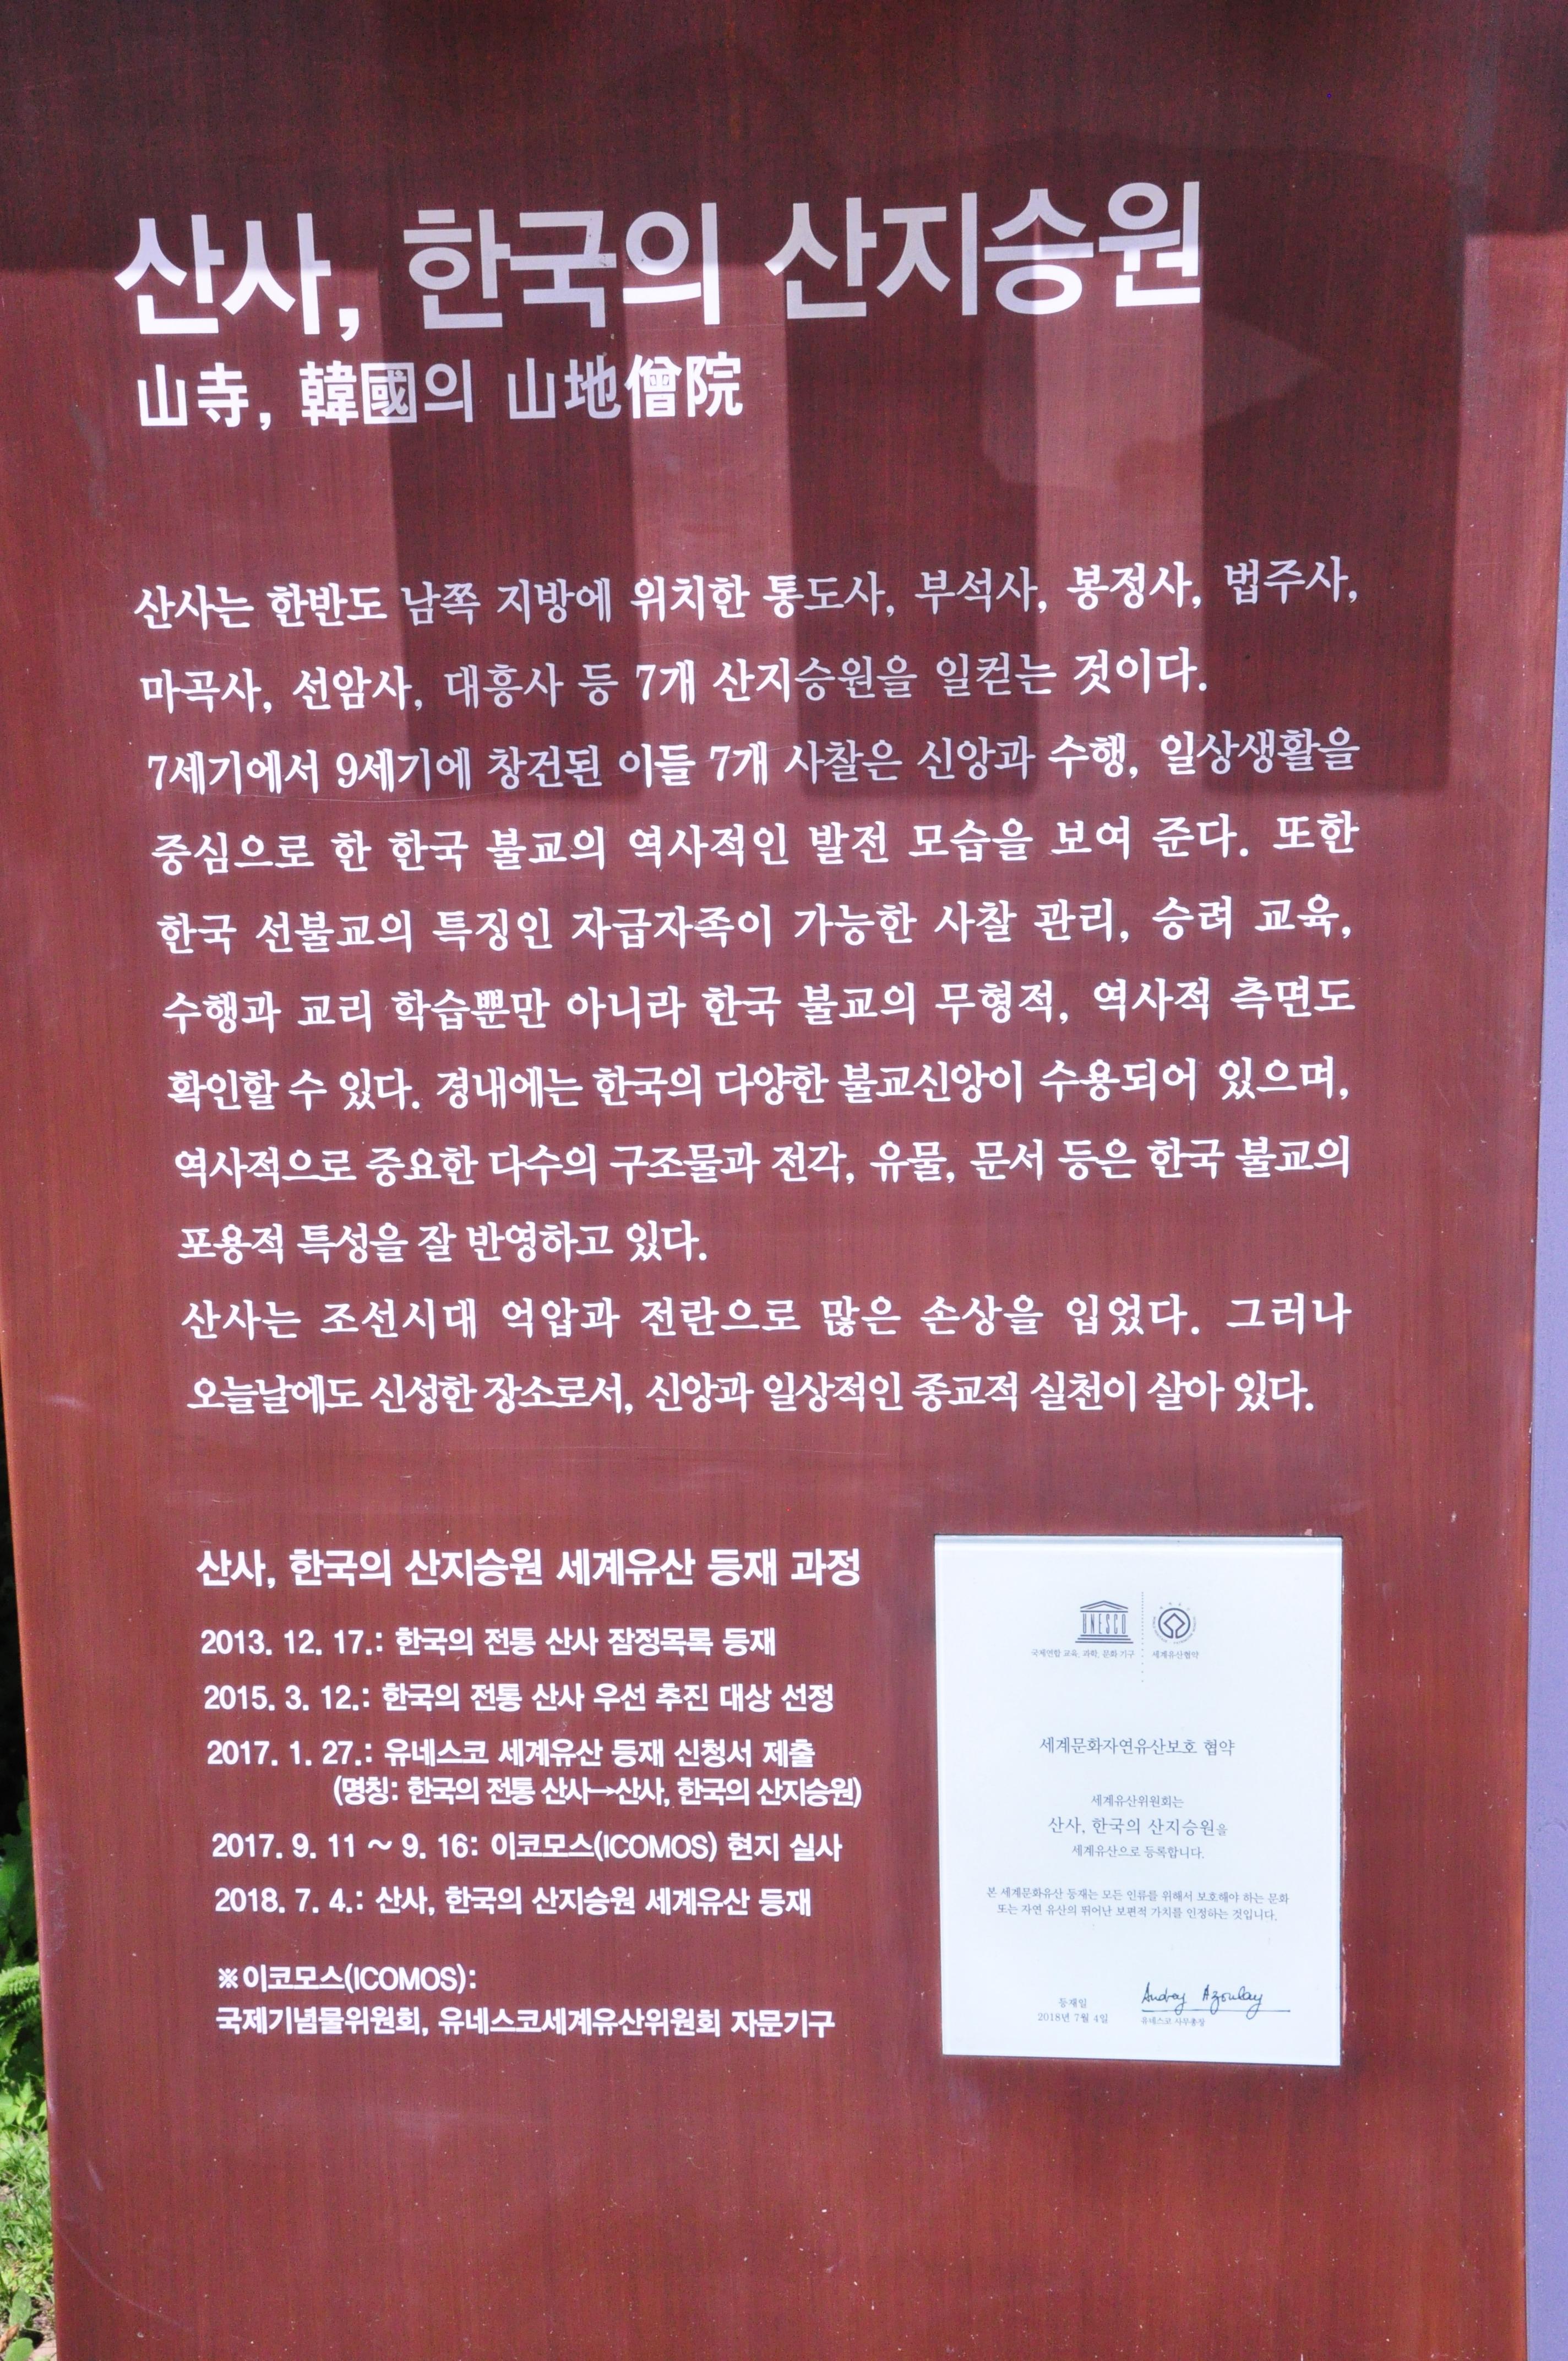 산사, 한국의 산지승원
山寺, 韓國의 山地僧院
산사는 한반도 남쪽 지방에 위치한 통도사, 부석사, 봉정사, 법주사,
마곡사, 선암사, 대흥사 등 7개 산지승원을 일컫는 것이다.
7세기에서 9세기에 창건된 이들 7개 사찰은 신앙과 수행, 일상생활을
중심으로 한 한국 불교의 역사적인 발전 모습을 보여 준다. 또한
한국 선불교의 특징인 자급자족이 가능한 사찰 관리, 승려 교육,
수행과 교리 학습뿐만 아니라 한국 불교의 무형적, 역사적 측면도
확인할 수 있다. 경내에는 한국의 다양한 불교신앙이 수용되어 있으며,
역사적으로 중요한 다수의 구조물과 전각, 유물, 문서 등은 한국 불교의
포용적 특성을 잘 반영하고 있다.
산사는 조선시대 억압과 전란으로 많은 손상을 입었다. 그러나
오늘날에도 신성한 장소로서, 신앙과 일상적인 종교적 실천이 살아 있다.
산사, 한국의 산지승원 세계유산 등재 과정
2013. 12. 17.: 한국의 전통 산사 잠정목록 등재
2015. 3. 12.: 한국의 전통 산사 우선 추진 대상 선정
2017. 1. 27.: 유네스코 세계유산 등재 신청서 제출
(명칭: 한국의 전통 산사→산사, 한국의 산지승원)
2017. 9. 11 ~ 9. 16: 이코모스(ICOMOS) 현지 실사
2018. 7. 4.: 산사, 한국의 산지승원 세계유산 등재
※이코모스(ICOMOS):
국제기념물위원회, 유네스코세계유산위원회 자문기구
UNESCO
국제연합 교육, 과학, 문화 기구
세계유산협약
세계문화자연유산보호 협약
세계유산위원회는
산사, 한국의 산지승원을
세계유산으로 등록합니다.
본 세계문화유산 등재는 모든 인류를 위해서 보호해야 하는 문화
또는 자연 유산의 뛰어난 보편적 가치를 인정하는 것입니다.
등재일
2018년 7월 4일
Audrey Azoulay
유네스코 사무총장